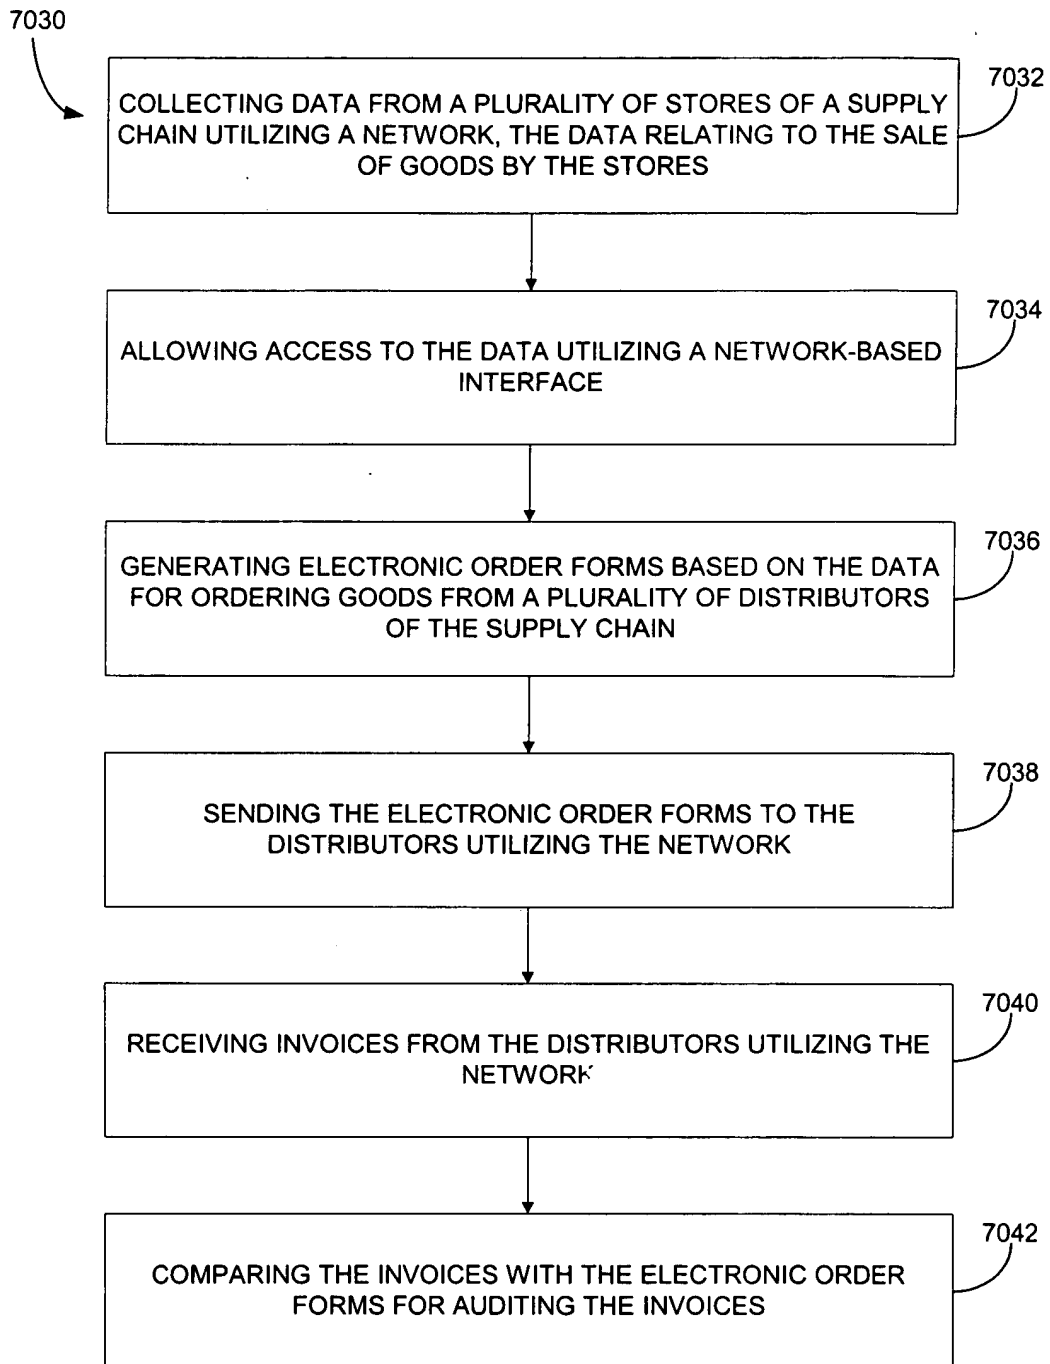 7030
7032
COLLECTING DATA FROM A PLURALITY OF STORES OF A SUPPLY
CHAIN UTILIZING A NETWORK, THE DATA RELATING TO THE SALE
OF GOODS BY THE STORES
7034
ALLOWING ACCESS TO THE DATA UTILIZING A NETWORK-BASED
INTERFACE
7036
GENERATING ELECTRONIC ORDER FORMS BASED ON THE DATA
FOR ORDERING GOODS FROM A PLURALITY OF DISTRIBUTORS
OF THE SUPPLY CHAIN
7038
SENDING THE ELECTRONIC ORDER FORMS TO THE
DISTRIBUTORS UTILIZING THE NETWORK
7040
RECEIVING INVOICES FROM THE DISTRIBUTORS UTILIZING THE
NETWORK
7042
COMPARING THE INVOICES WITH THE ELECTRONIC ORDER
FORMS FOR AUDITING THE INVOICES